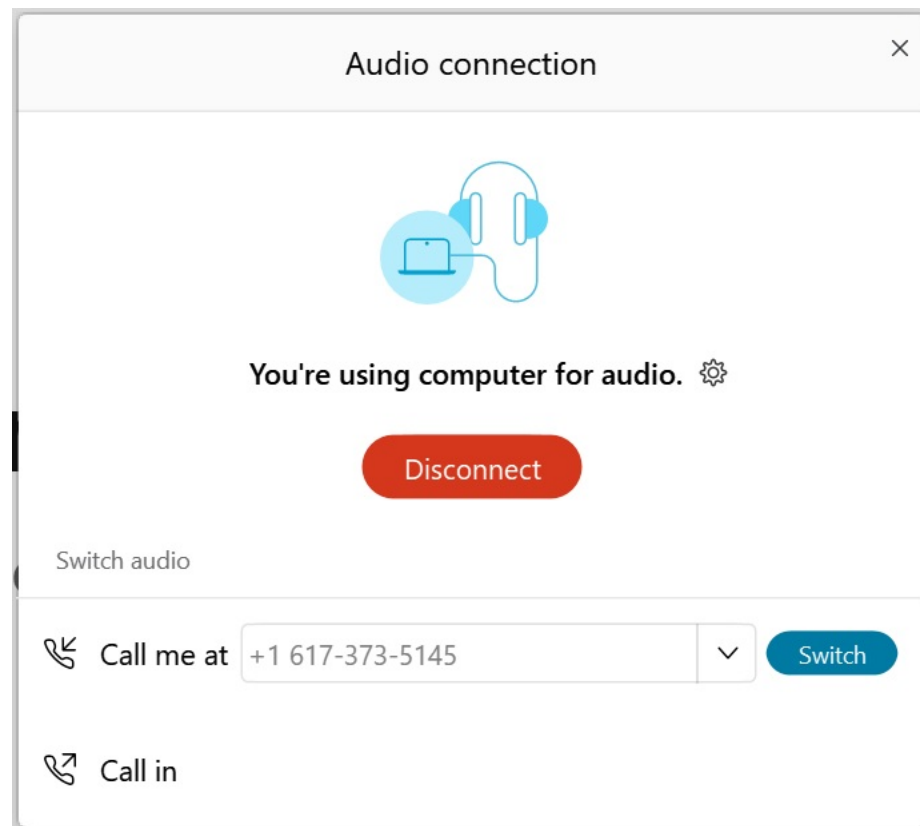 Audio connection
You're using computer for audio.
Disconnect
Switch audio
Call me at +1 617-373-5145 Switch
Call in